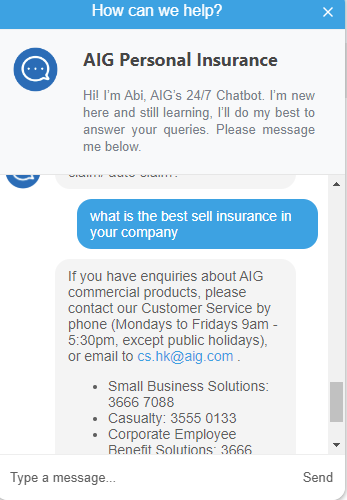 How can we help?
×
AIG Personal Insurance
Hi! I'm Abi, AIG's 24/7 Chatbot. I'm new
here and still learning, I'll do my best to
answer your queries. Please message
me below.
claim/ auto claim?
what is the best sell insurance in
your company
If you have enquiries about AIG
commercial products, please
contact our Customer Service by
phone (Mondays to Fridays 9am -
5:30pm, except public holidays),
or email to cs.hk@aig.com .
• Small Business Solutions:
3666 7088
• Casualty: 3555 0133
• Corporate Employee
Benefit Solutions: 3666
Type a message...
Send